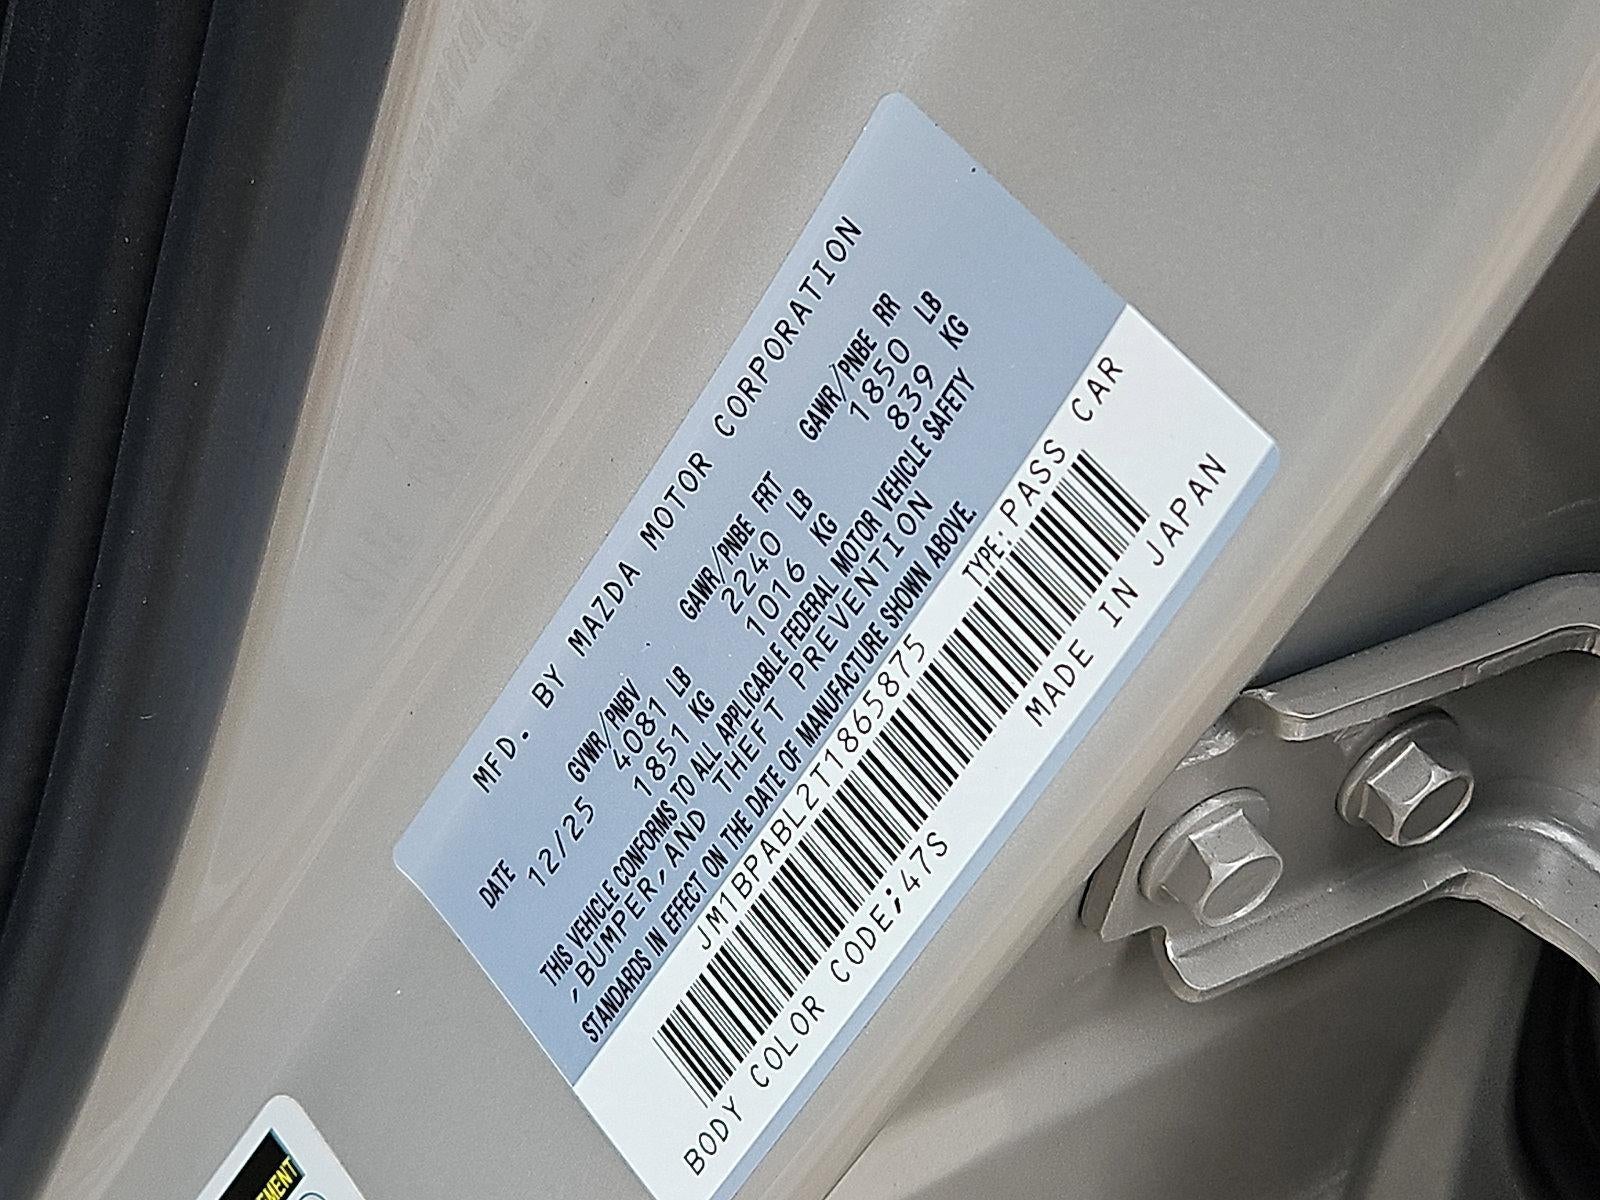 MFD. BY MAZDA MOTOR CORPORATION
DATE GVWR/PNBV GAWR/PNBE FRT GAWR/PNBE RR
12/25 4081 LB 2240 LB 1850 LB
1851 KG 1016 KG 839 KG
THIS VEHICLE CONFORMS TO ALL APPLICABLE FEDERAL MOTOR VEHICLE SAFETY
,BUMPER,AND THEFT PREVENTION
STANDARDS IN EFFECT ON THE DATE OF MANUFACTURE SHOWN ABOVE.
JM1BPABL2T1865875 TYPE:PASS CAR
BODY COLOR CODE;47S MADE IN JAPAN